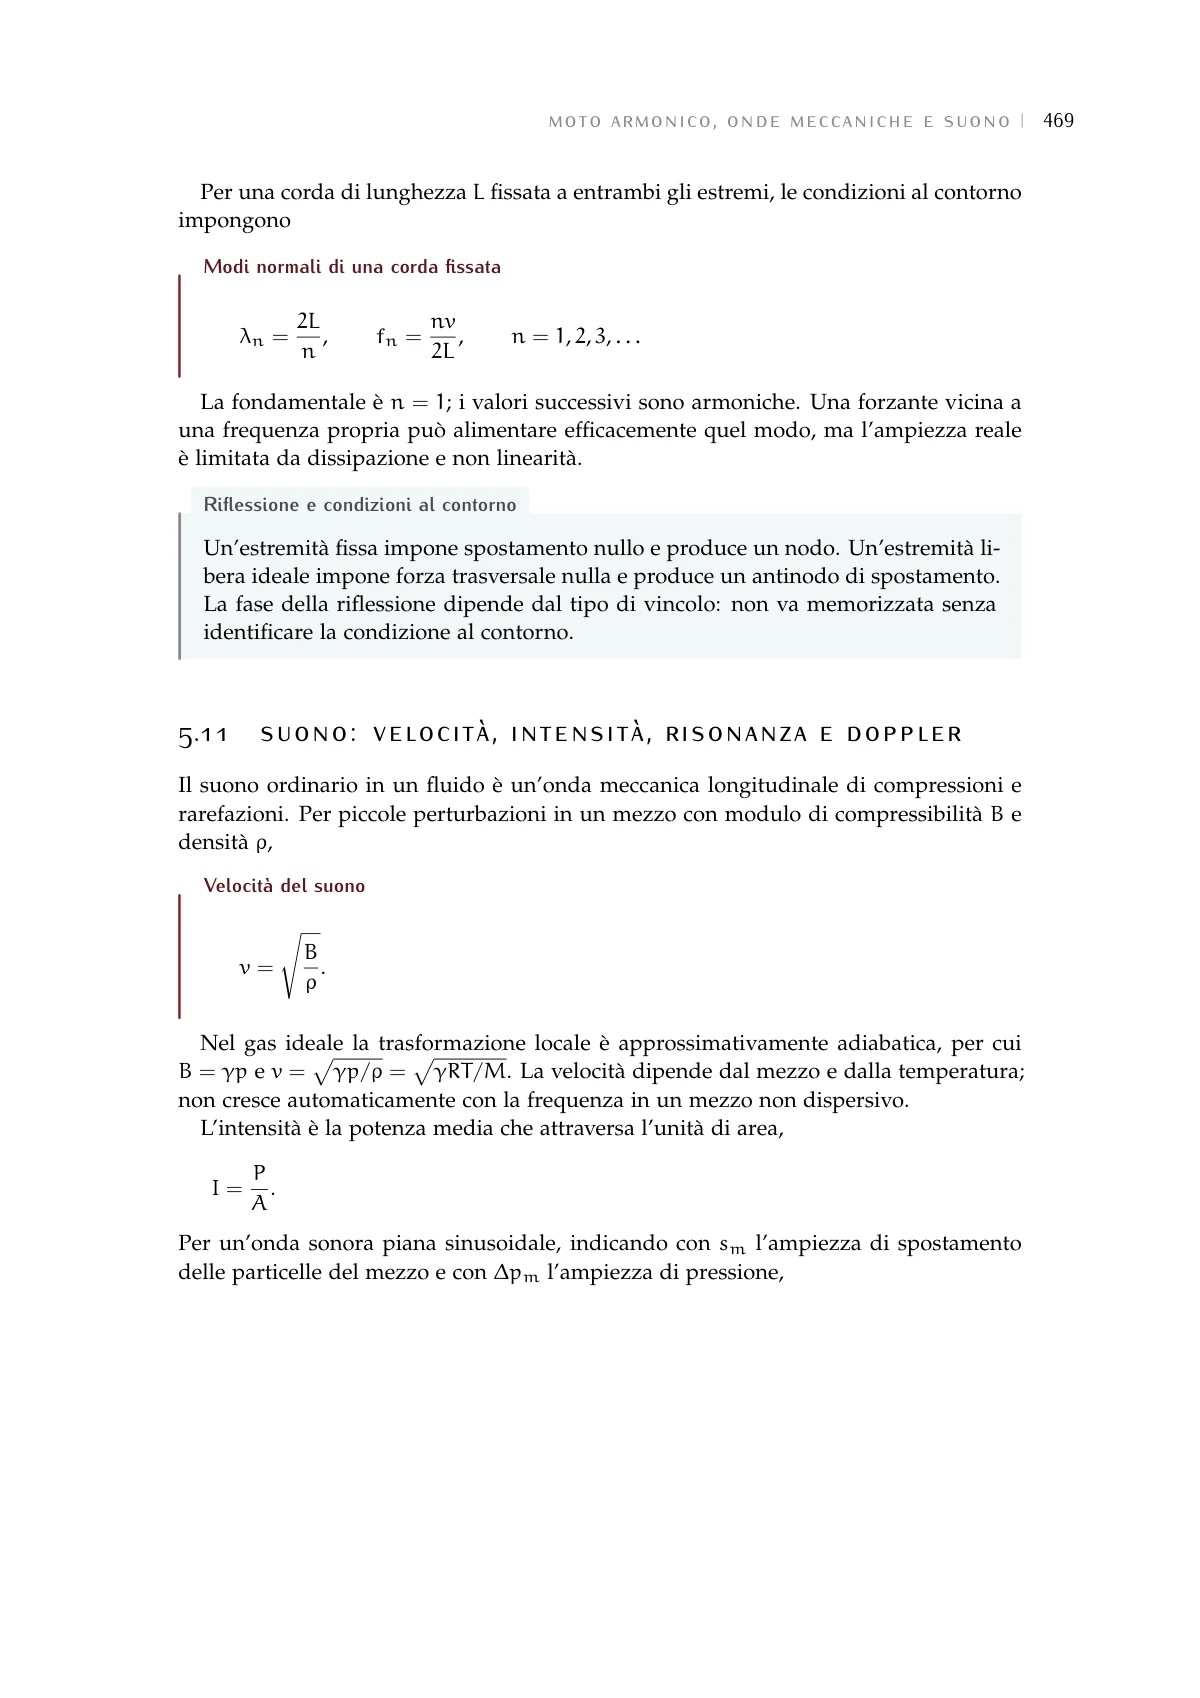 MOTO ARMONICO, ONDE MECCANICHE E SUONO | 469
Per una corda di lunghezza L fissata a entrambi gli estremi, le condizioni al contorno
impongono
Modi normali di una corda fissata
λₙ = 2L/n, fₙ = nv/2L, n = 1, 2, 3, . . .
La fondamentale è n = 1; i valori successivi sono armoniche. Una forzante vicina a
una frequenza propria può alimentare efficacemente quel modo, ma l’ampiezza reale
è limitata da dissipazione e non linearità.
Riflessione e condizioni al contorno
Un’estremità fissa impone spostamento nullo e produce un nodo. Un’estremità li-
bera ideale impone forza trasversale nulla e produce un antinodo di spostamento.
La fase della riflessione dipende dal tipo di vincolo: non va memorizzata senza
identificare la condizione al contorno.
5.11 SUONO: VELOCITÀ, INTENSITÀ, RISONANZA E DOPPLER
Il suono ordinario in un fluido è un’onda meccanica longitudinale di compressioni e
rarefazioni. Per piccole perturbazioni in un mezzo con modulo di compressibilità B e
densità ρ,
Velocità del suono
v = √(B/ρ).
Nel gas ideale la trasformazione locale è approssimativamente adiabatica, per cui
B = γp e v = √(γp/ρ) = √(γRT/M). La velocità dipende dal mezzo e dalla temperatura;
non cresce automaticamente con la frequenza in un mezzo non dispersivo.
L’intensità è la potenza media che attraversa l’unità di area,
I = P/A.
Per un’onda sonora piana sinusoidale, indicando con sₘ l’ampiezza di spostamento
delle particelle del mezzo e con Δpₘ l’ampiezza di pressione,